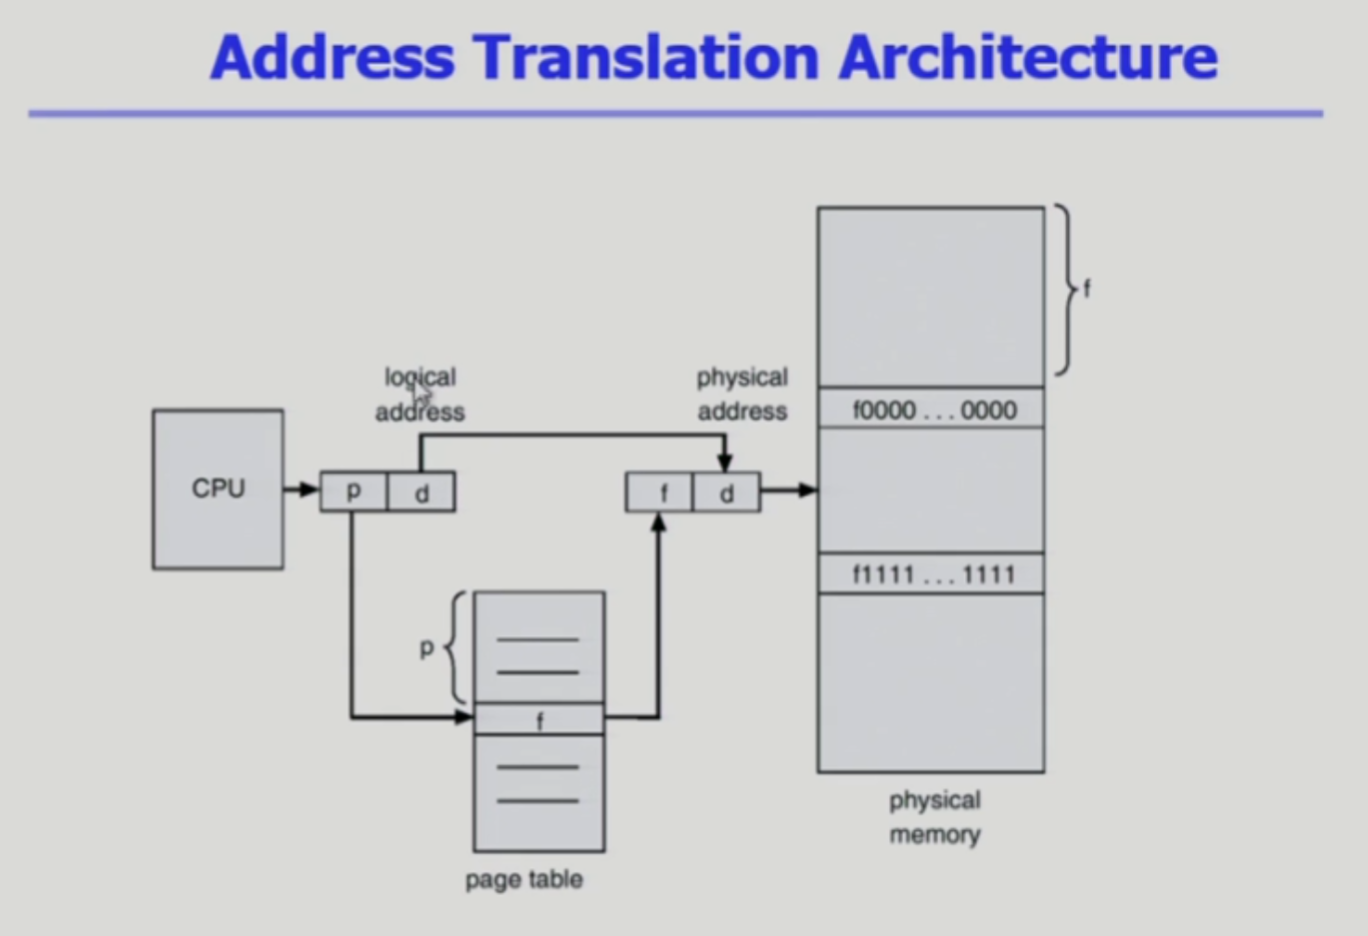 Address Translation Architecture
f
logical
address
physical
address
f0000 . . . 0000
CPU
p
d
f
d
f1111 . . . 1111
p
f
physical
memory
page table